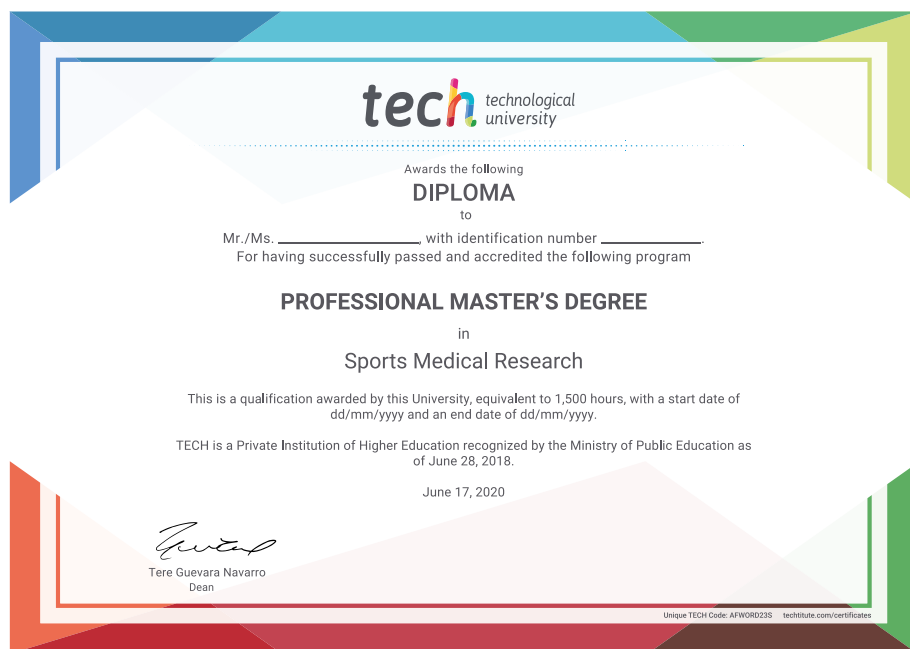 tech technological
university
Awards the following
DIPLOMA
to
Mr./Ms. ____________, with identification number ____________.
For having successfully passed and accredited the following program
PROFESSIONAL MASTER’S DEGREE
in
Sports Medical Research
This is a qualification awarded by this University, equivalent to 1,500 hours, with a start date of
dd/mm/yyyy and an end date of dd/mm/yyyy.
TECH is a Private Institution of Higher Education recognized by the Ministry of Public Education as
of June 28, 2018.
June 17, 2020
Tere Guevara Navarro
Dean
Unique TECH Code: AFWORD23S techtitute.com/certificates